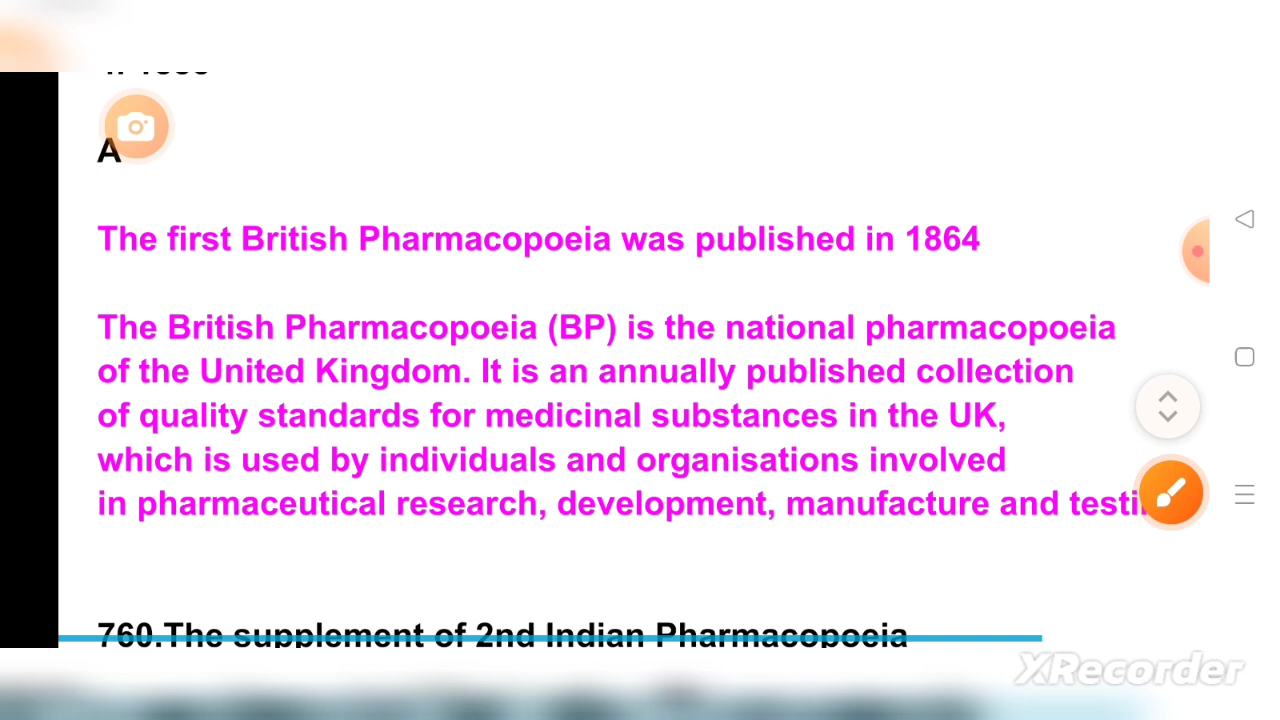 A
The first British Pharmacopoeia was published in 1864
The British Pharmacopoeia (BP) is the national pharmacopoeia
of the United Kingdom. It is an annually published collection
of quality standards for medicinal substances in the UK,
which is used by individuals and organisations involved
in pharmaceutical research, development, manufacture and
760.The supplement of 2nd Indian Pharmacopoeia
XRecorder